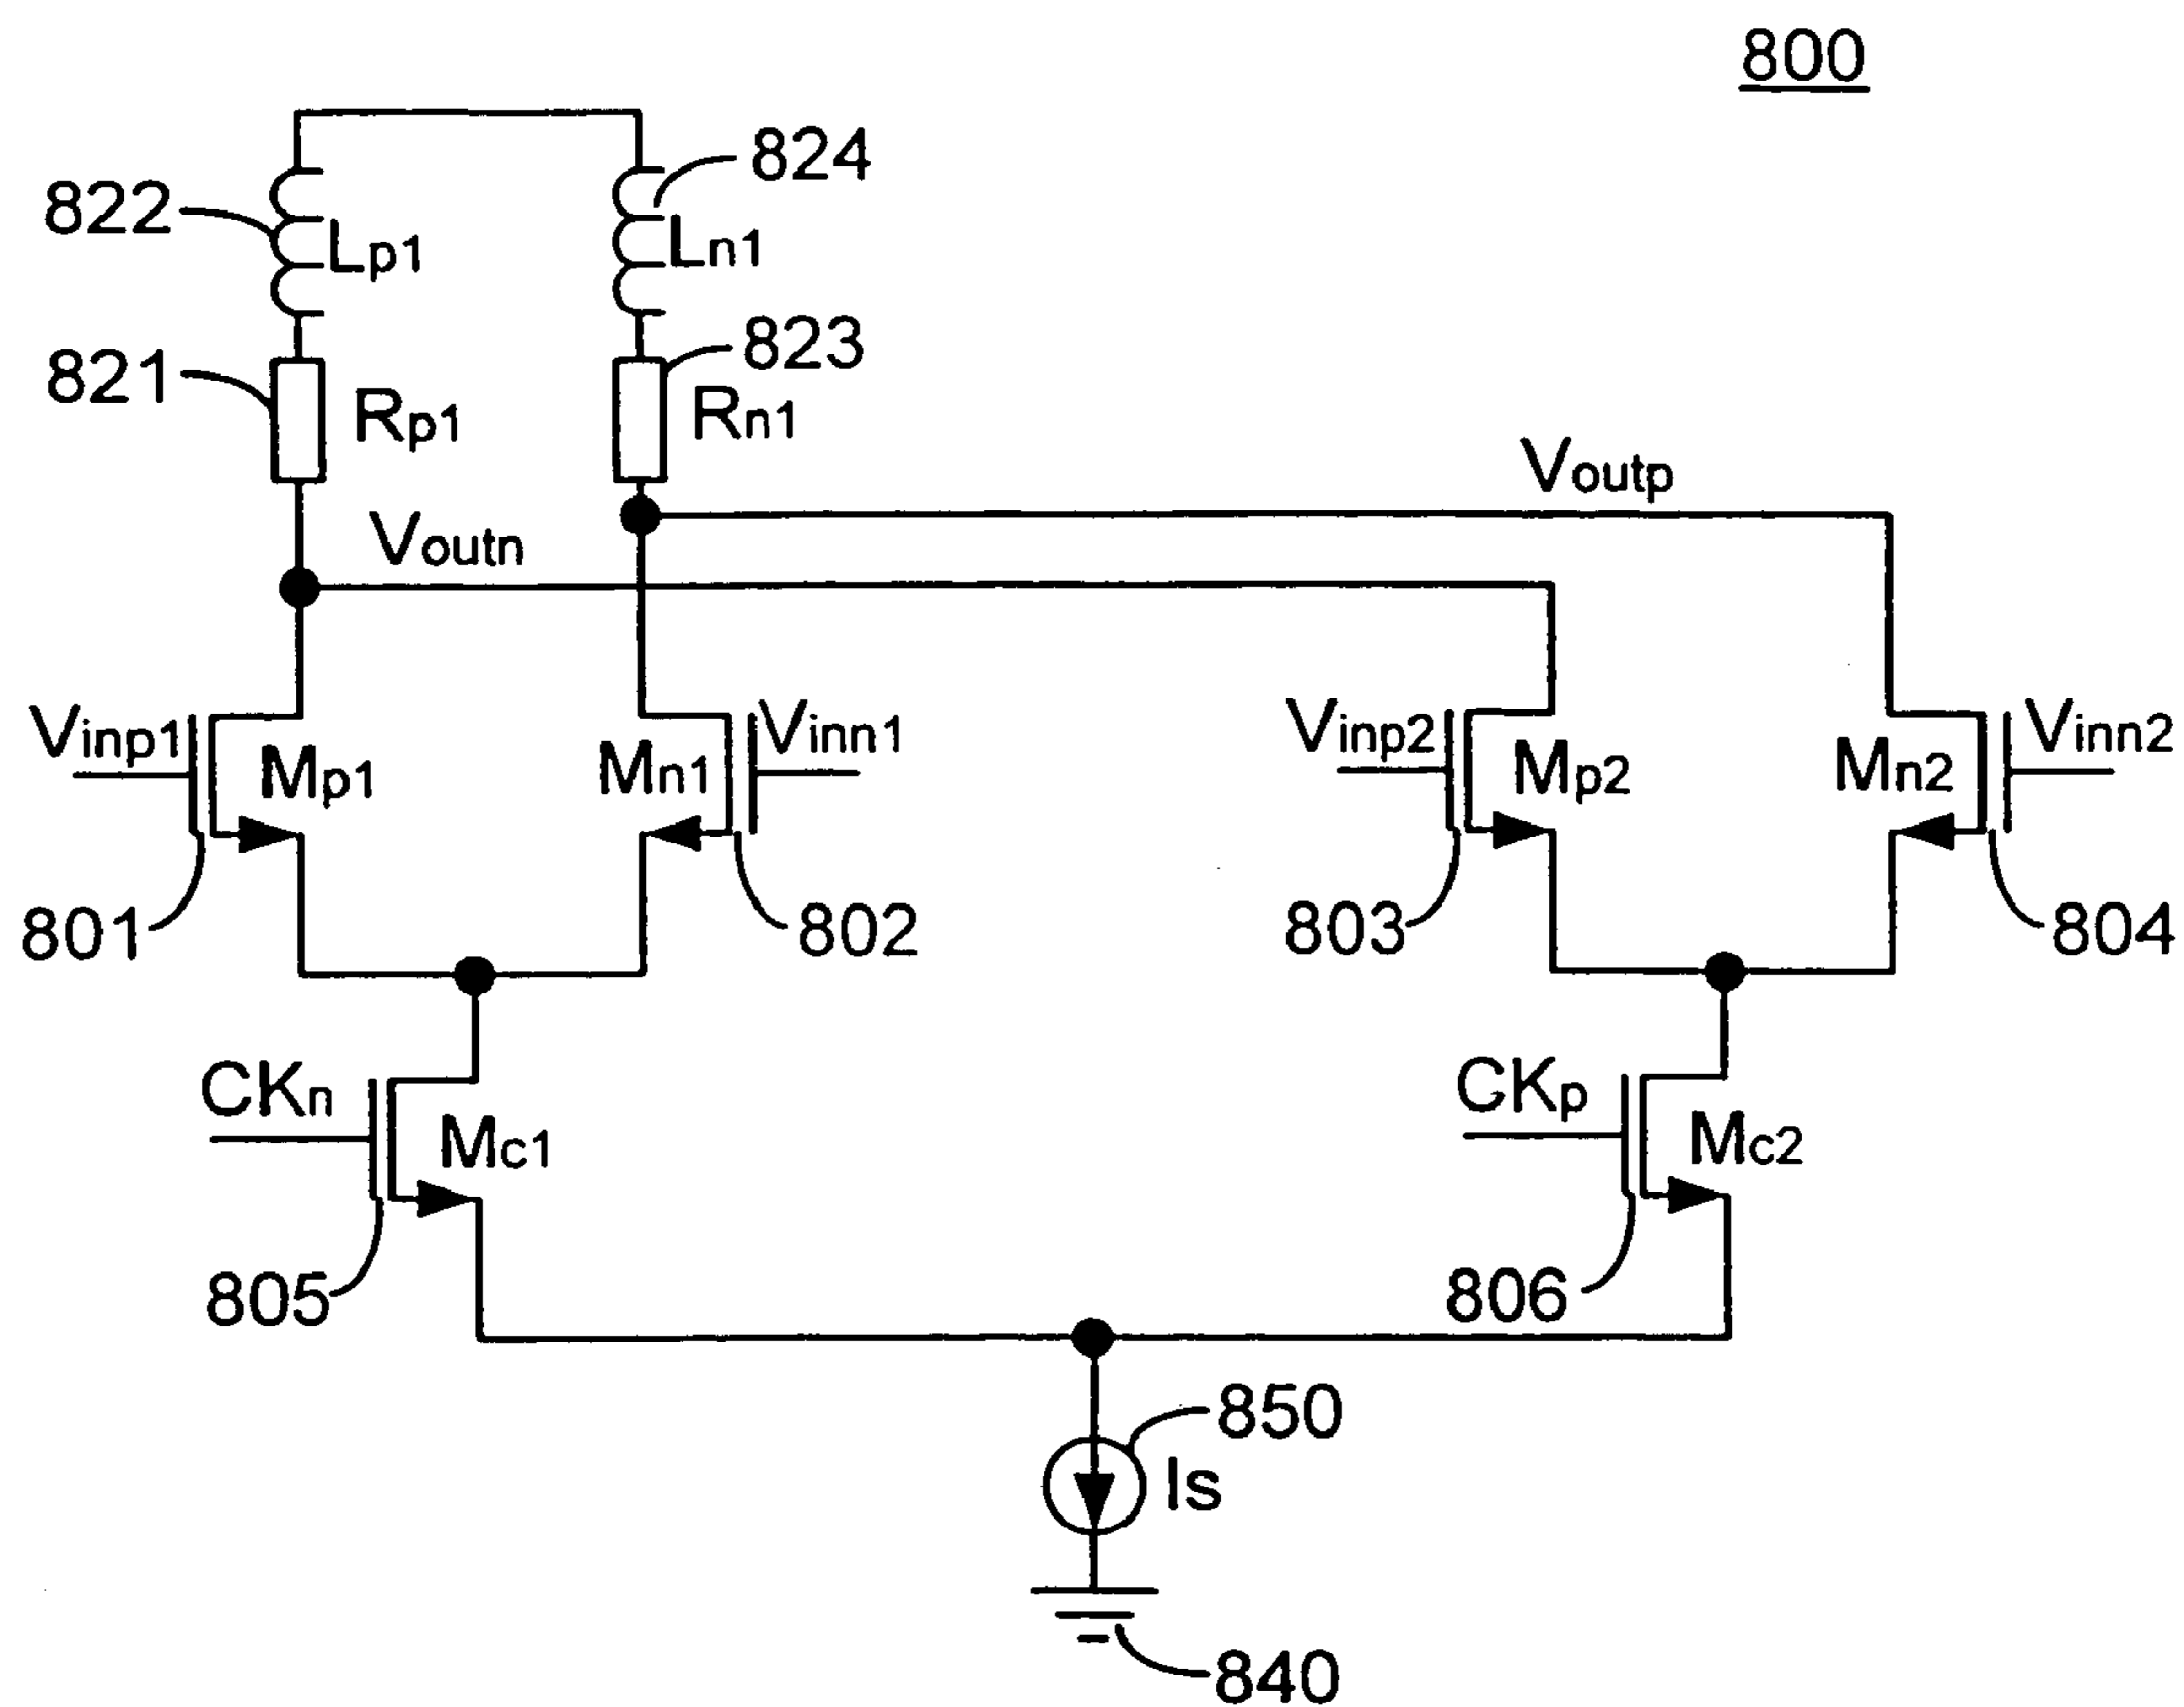 800
824
822
Lp1
Ln1
823
821
Rp1
Rn1
Voutp
Voutn
Vinp1
Mp1
Mn1
Vinn1
Vinp2
Mp2
Mn2
Vinn2
801
802
803
804
CKn
Mc1
CKp
Mc2
805
806
850
Is
840